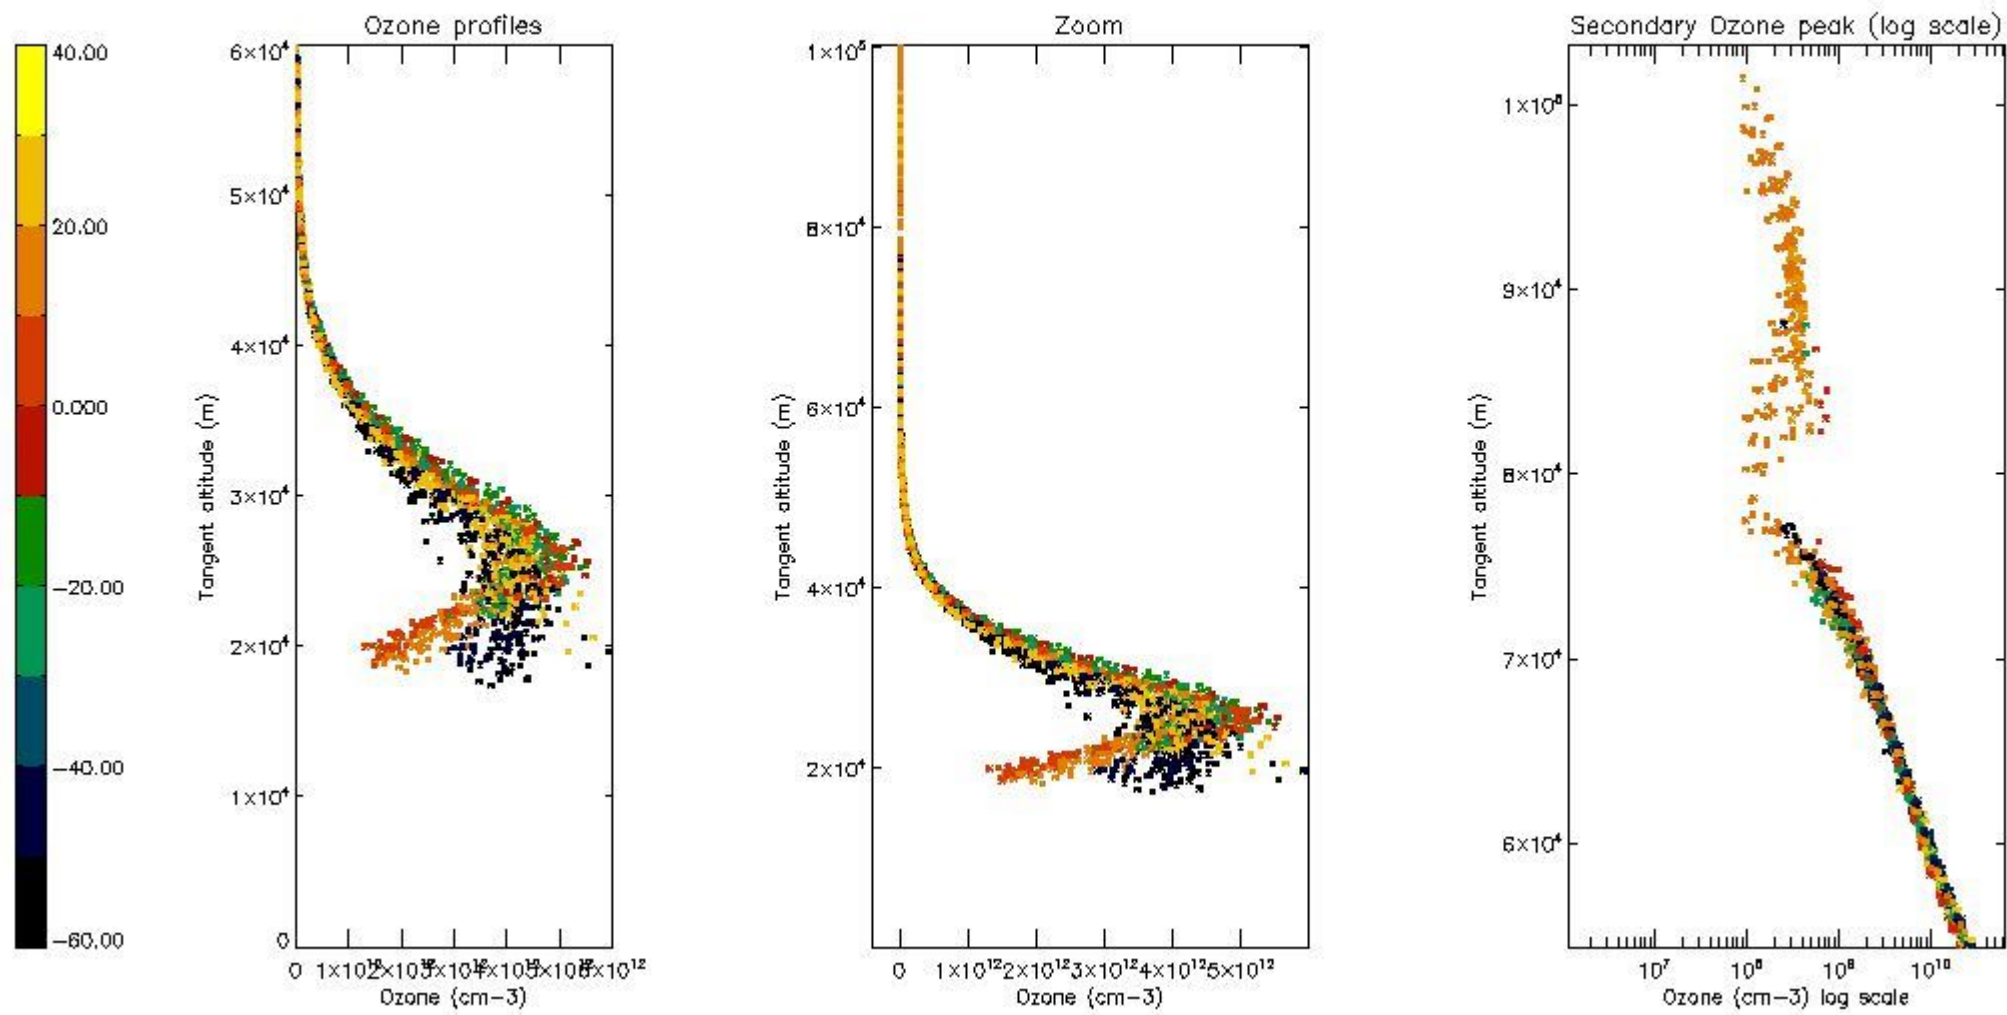 Ozone profiles
Zoom
Secondary Ozone peak (log scale)
40.00
20.00
0.000
−20.00
−40.00
−60.00
6×10⁴
5×10⁴
4×10⁴
3×10⁴
2×10⁴
1×10⁴
0
Tangent altitude (m)
0
Ozone (cm−3)
1×10⁵
8×10⁴
6×10⁴
4×10⁴
2×10⁴
Tangent altitude (m)
0 1×10¹² 2×10¹² 3×10¹² 4×10¹² 5×10¹²
Ozone (cm−3)
9×10⁴
8×10⁴
7×10⁴
6×10⁴
Tangent altitude (m)
10⁷ 10⁸ 10⁹ 10¹⁰
Ozone (cm−3) log scale